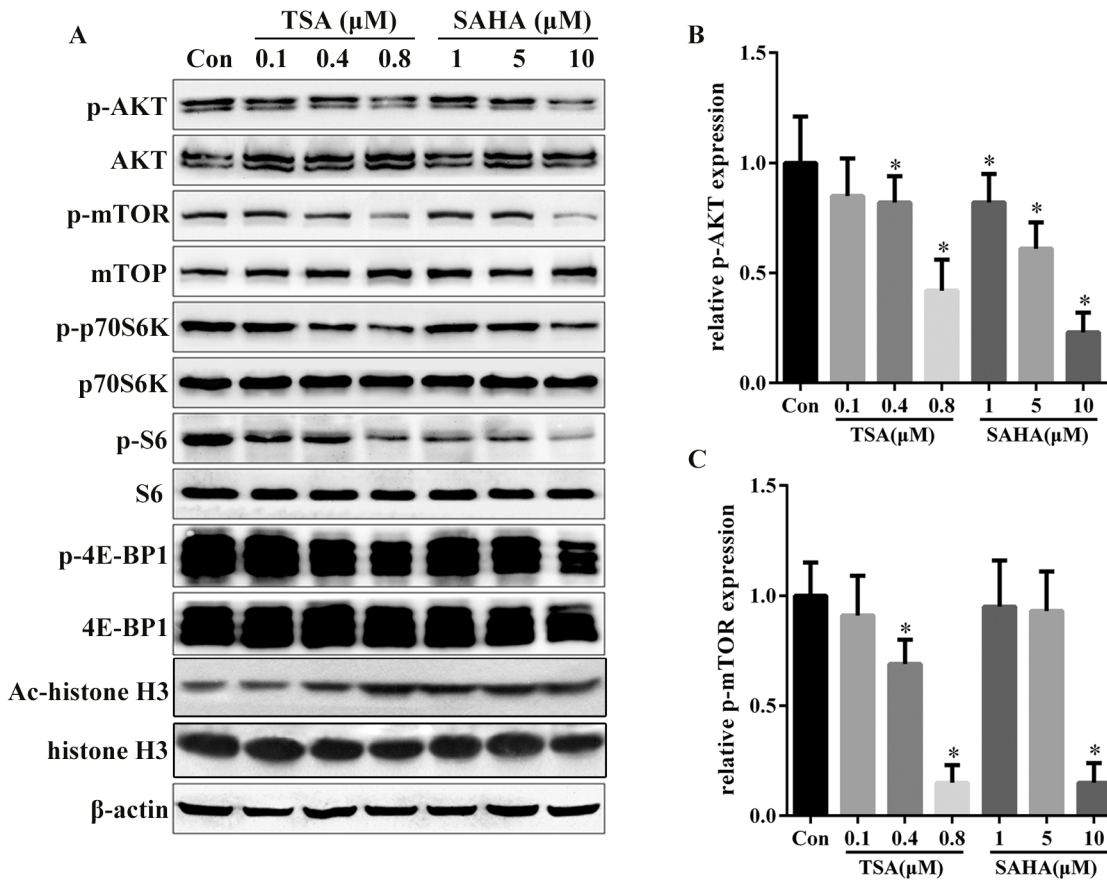 A
TSA (μM) SAHA (μM)
Con 0.1 0.4 0.8 1 5 10
p-AKT
AKT
p-mTOR
mTOP
p-p70S6K
p70S6K
p-S6
S6
p-4E-BP1
4E-BP1
Ac-histone H3
histone H3
β-actin
B
relative p-AKT expression
1.5
1.0
0.5
0.0
* * * * *
Con 0.1 0.4 0.8 1 5 10
TSA(μM) SAHA(μM)
C
relative p-mTOR expression
1.5
1.0
0.5
0.0
* * *
Con 0.1 0.4 0.8 1 5 10
TSA(μM) SAHA(μM)